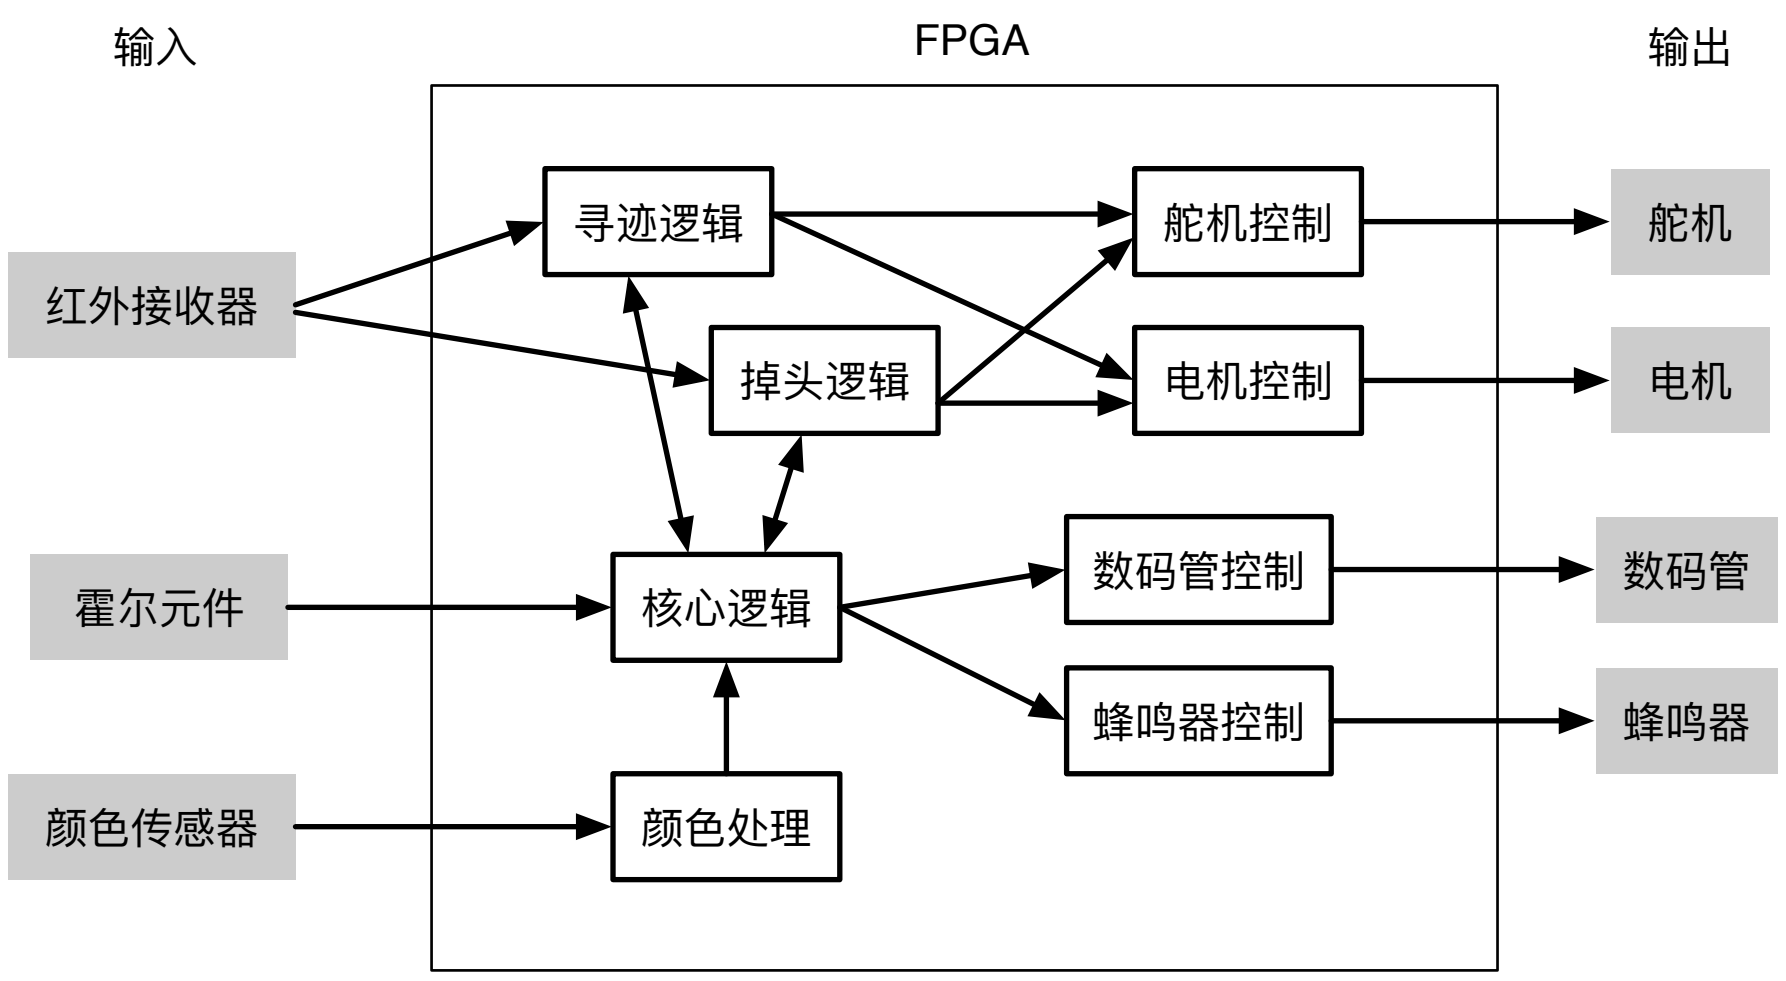 输入
FPGA
输出
寻迹逻辑
舵机控制
舵机
红外接收器
掉头逻辑
电机控制
电机
数码管控制
数码管
霍尔元件
核心逻辑
蜂鸣器控制
蜂鸣器
颜色传感器
颜色处理